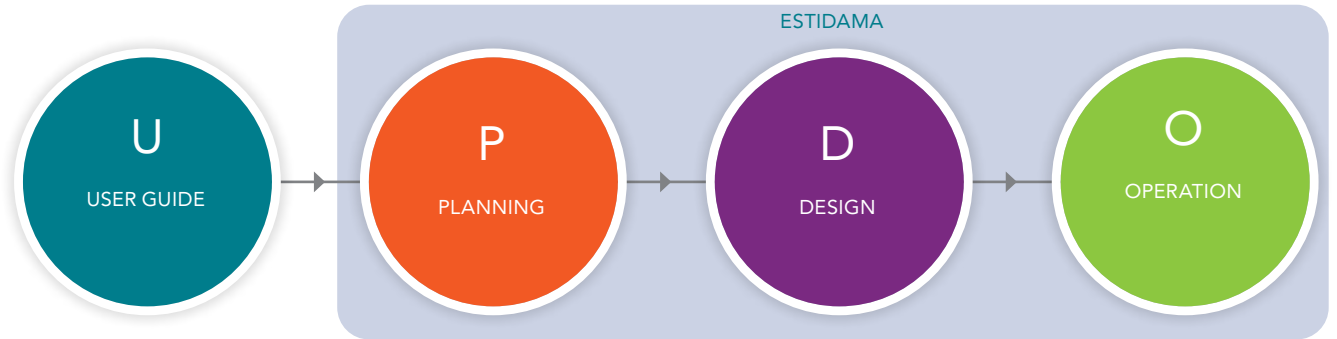 ESTIDAMA
U
USER GUIDE
P
PLANNING
D
DESIGN
O
OPERATION